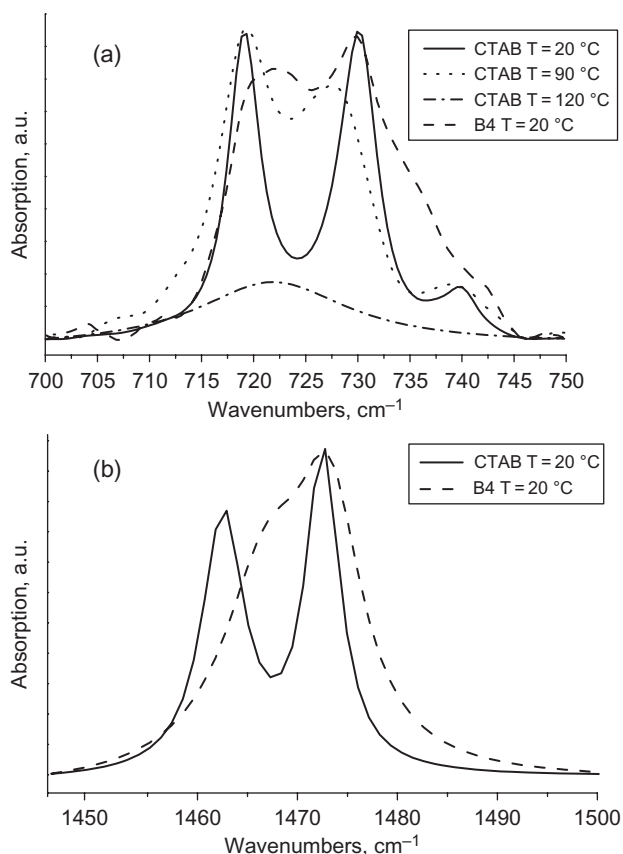 (a)
CTAB T = 20 °C
CTAB T = 90 °C
CTAB T = 120 °C
B4 T = 20 °C
Absorption, a.u.
700 705 710 715 720 725 730 735 740 745 750
Wavenumbers, cm⁻¹
(b)
CTAB T = 20 °C
B4 T = 20 °C
Absorption, a.u.
1450 1460 1470 1480 1490 1500
Wavenumbers, cm⁻¹